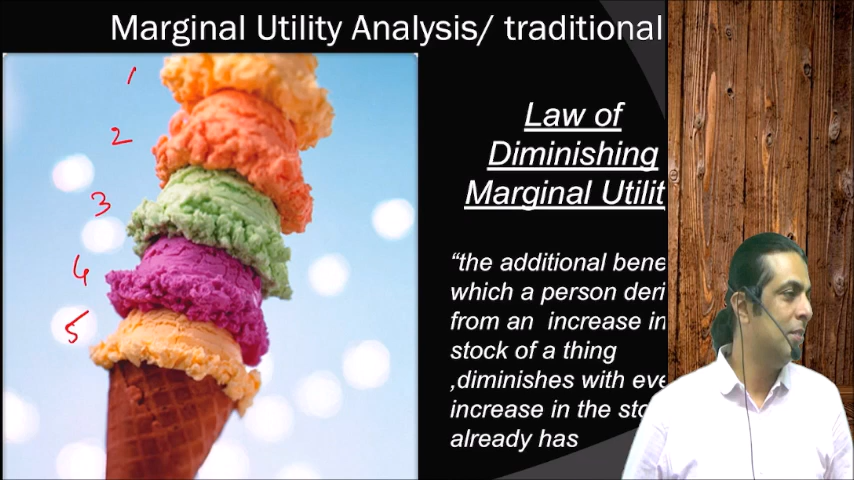 Marginal Utility Analysis/ traditional
1
2
3
4
5
Law of
Diminishing
Marginal Utilit
“the additional bene
which a person deri
from an increase in
stock of a thing
,diminishes with eve
increase in the sto
already has